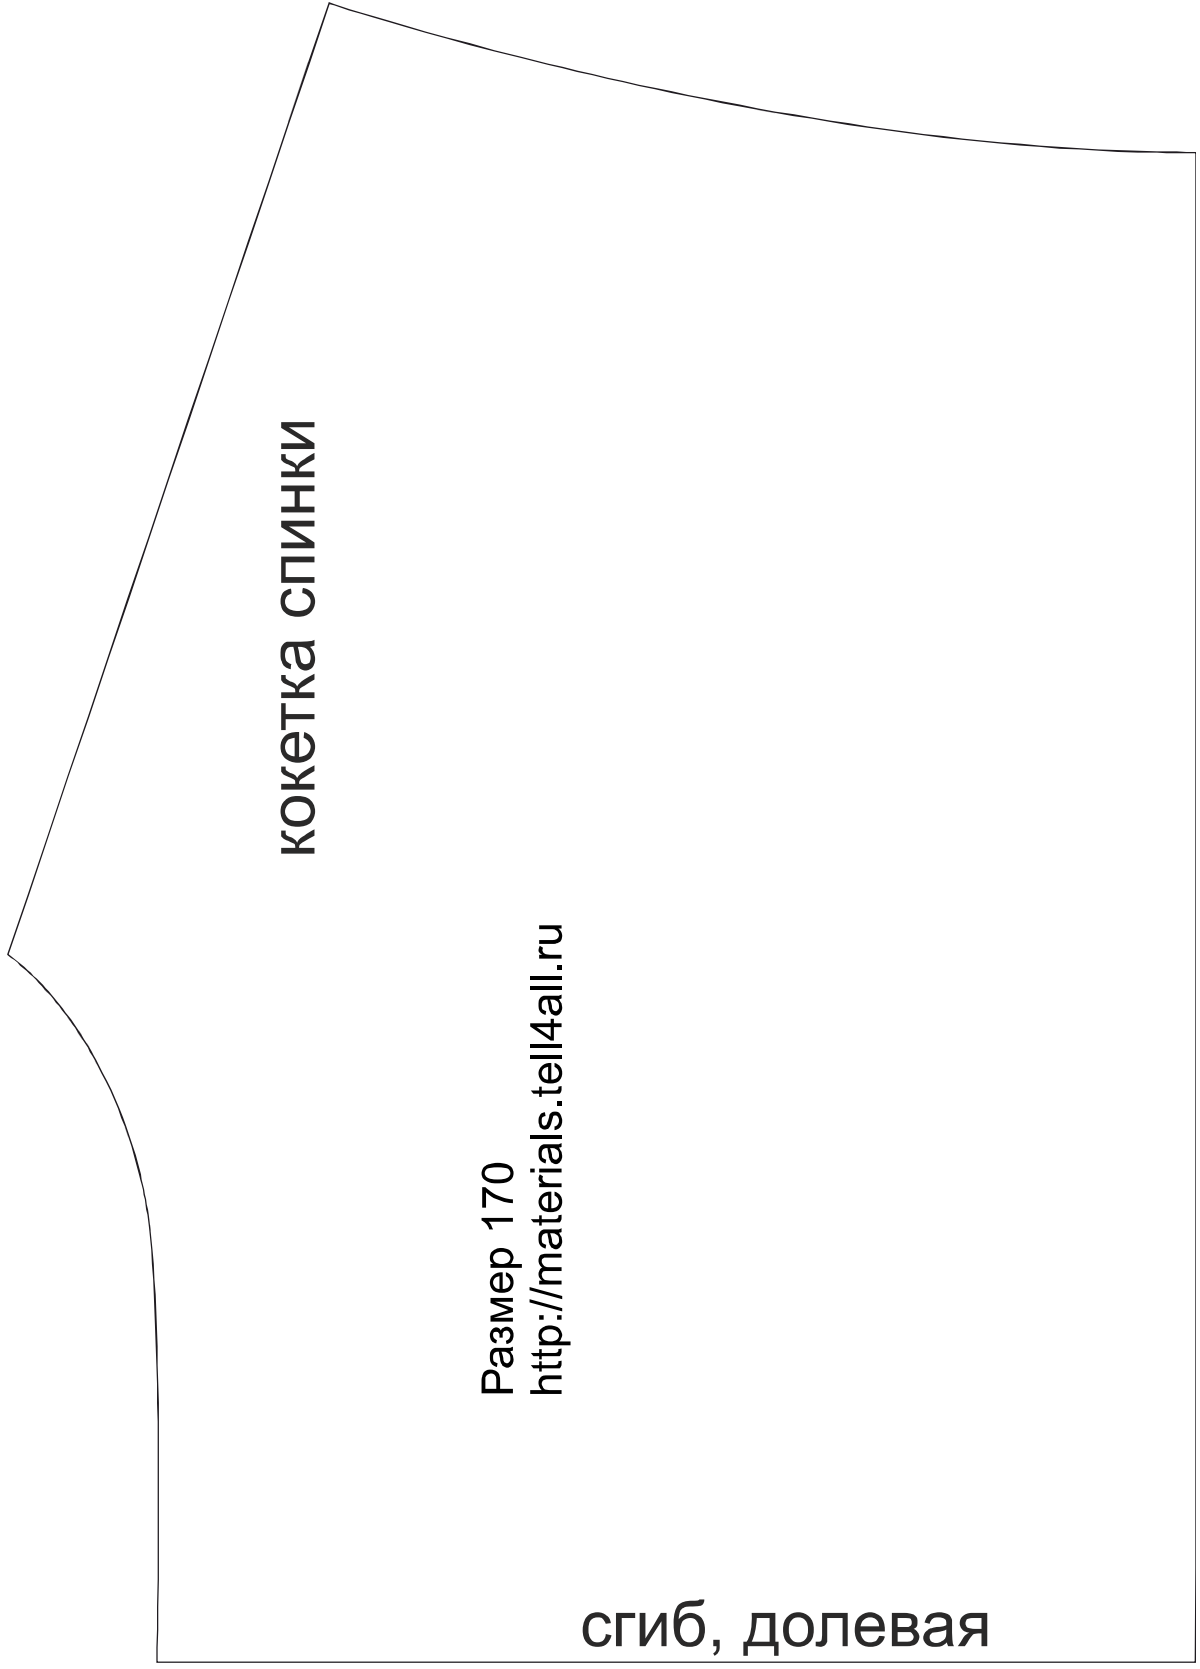 кокетка спинки
Размер 170
http://materials.tell4all.ru
сгиб, долевая